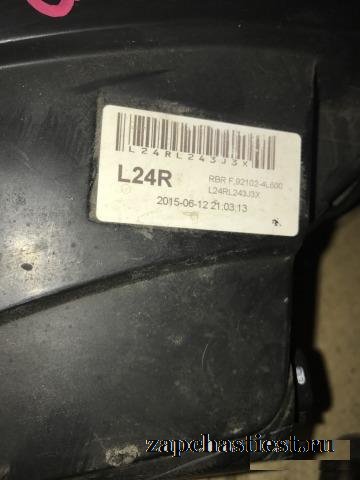 L24RL243J3X
L24R
RBR F,92102-4L600
L24RL243J3X
2015-06-12 21:03:13
zapchastiest.ru